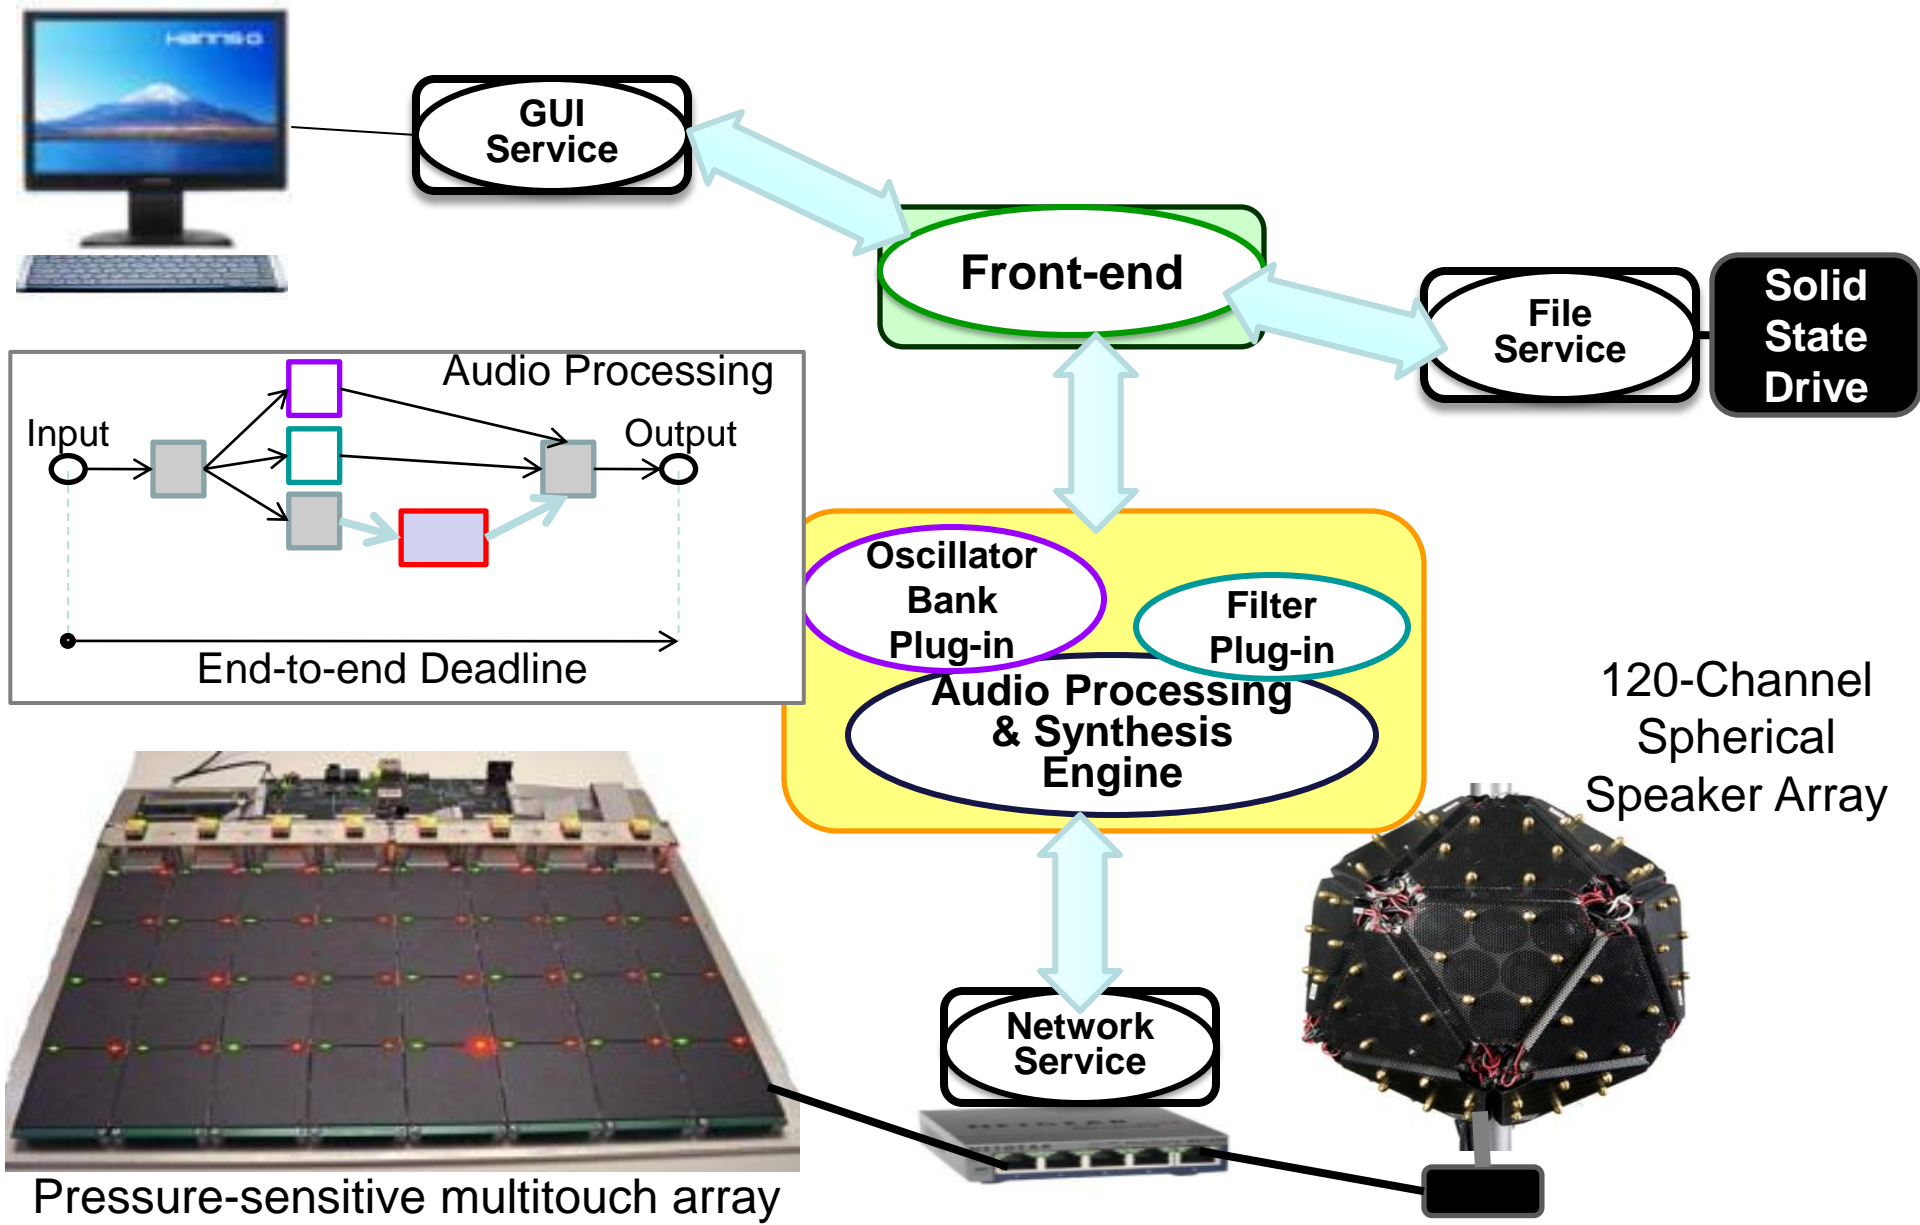 Hanns-G
GUI
Service
Front-end
File
Service
Solid
State
Drive
Audio Processing
Input
Output
End-to-end Deadline
Oscillator
Bank
Plug-in
Filter
Plug-in
Audio Processing
& Synthesis
Engine
120-Channel
Spherical
Speaker Array
Network
Service
NETGEAR
Pressure-sensitive multitouch array